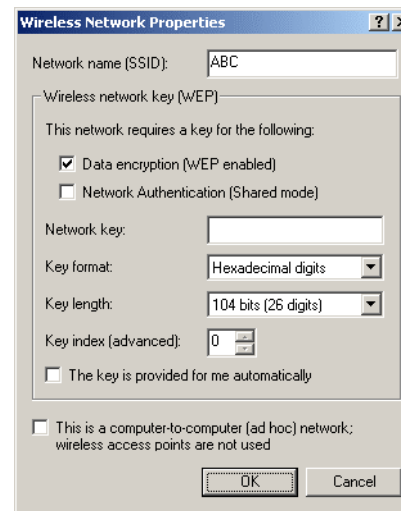 Wireless Network Properties
Network name (SSID): ABC
Wireless network key (WEP)
This network requires a key for the following:
Data encryption (WEP enabled)
Network Authentication (Shared mode)
Network key:
Key format: Hexadecimal digits
Key length: 104 bits (26 digits)
Key index (advanced): 0
The key is provided for me automatically
This is a computer-to-computer (ad hoc) network;
wireless access points are not used
OK Cancel